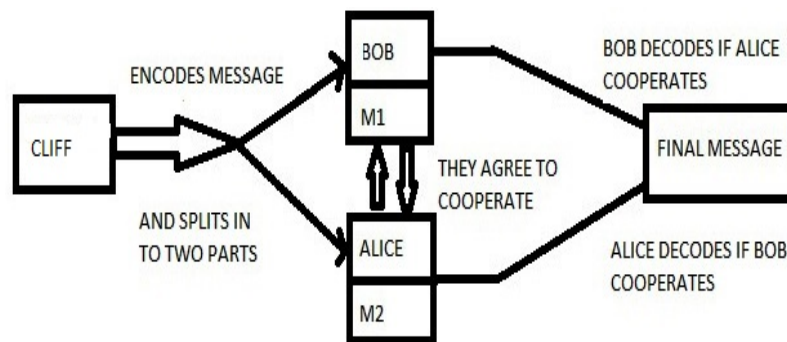 ENCODES MESSAGE
CLIFF
AND SPLITS IN
TO TWO PARTS
BOB
M1
THEY AGREE TO
COOPERATE
ALICE
M2
BOB DECODES IF ALICE
COOPERATES
FINAL MESSAGE
ALICE DECODES IF BOB
COOPERATES